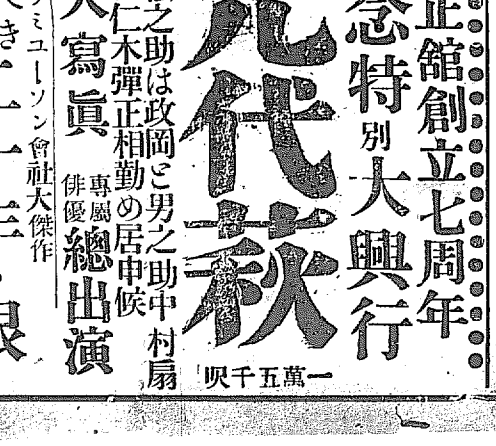 正館創立七周年
念特別大興行
先代萩
一萬五千呎
之助は政岡と男之助中村扇
仁木彈正相勤め居申候
大寫眞
專屬俳優總出演
ミユーソン會社大傑作